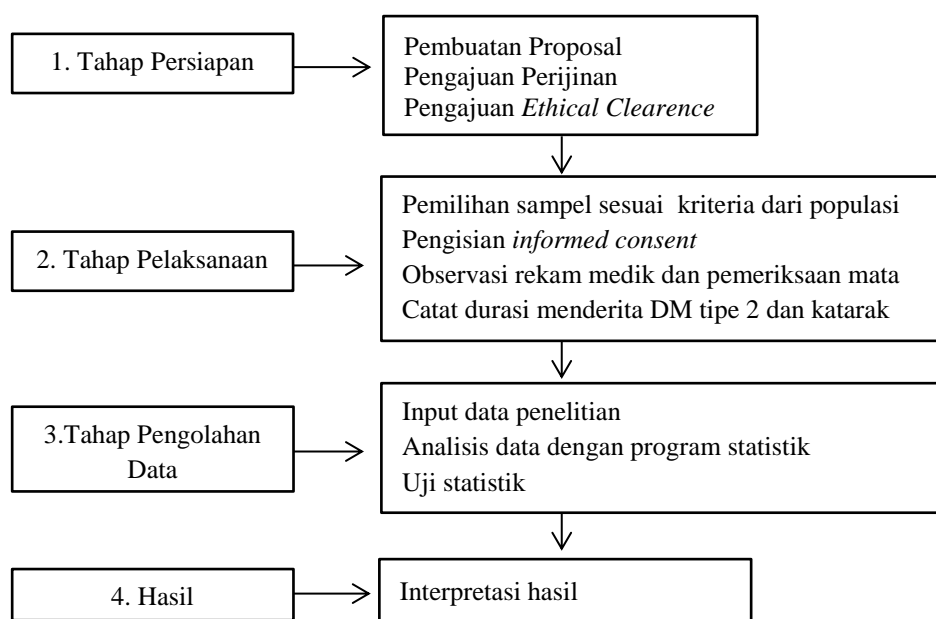 1. Tahap Persiapan
Pembuatan Proposal
Pengajuan Perijinan
Pengajuan Ethical Clearence
2. Tahap Pelaksanaan
Pemilihan sampel sesuai kriteria dari populasi
Pengisian informed consent
Observasi rekam medik dan pemeriksaan mata
Catat durasi menderita DM tipe 2 dan katarak
3.Tahap Pengolahan
Data
Input data penelitian
Analisis data dengan program statistik
Uji statistik
4. Hasil
Interpretasi hasil